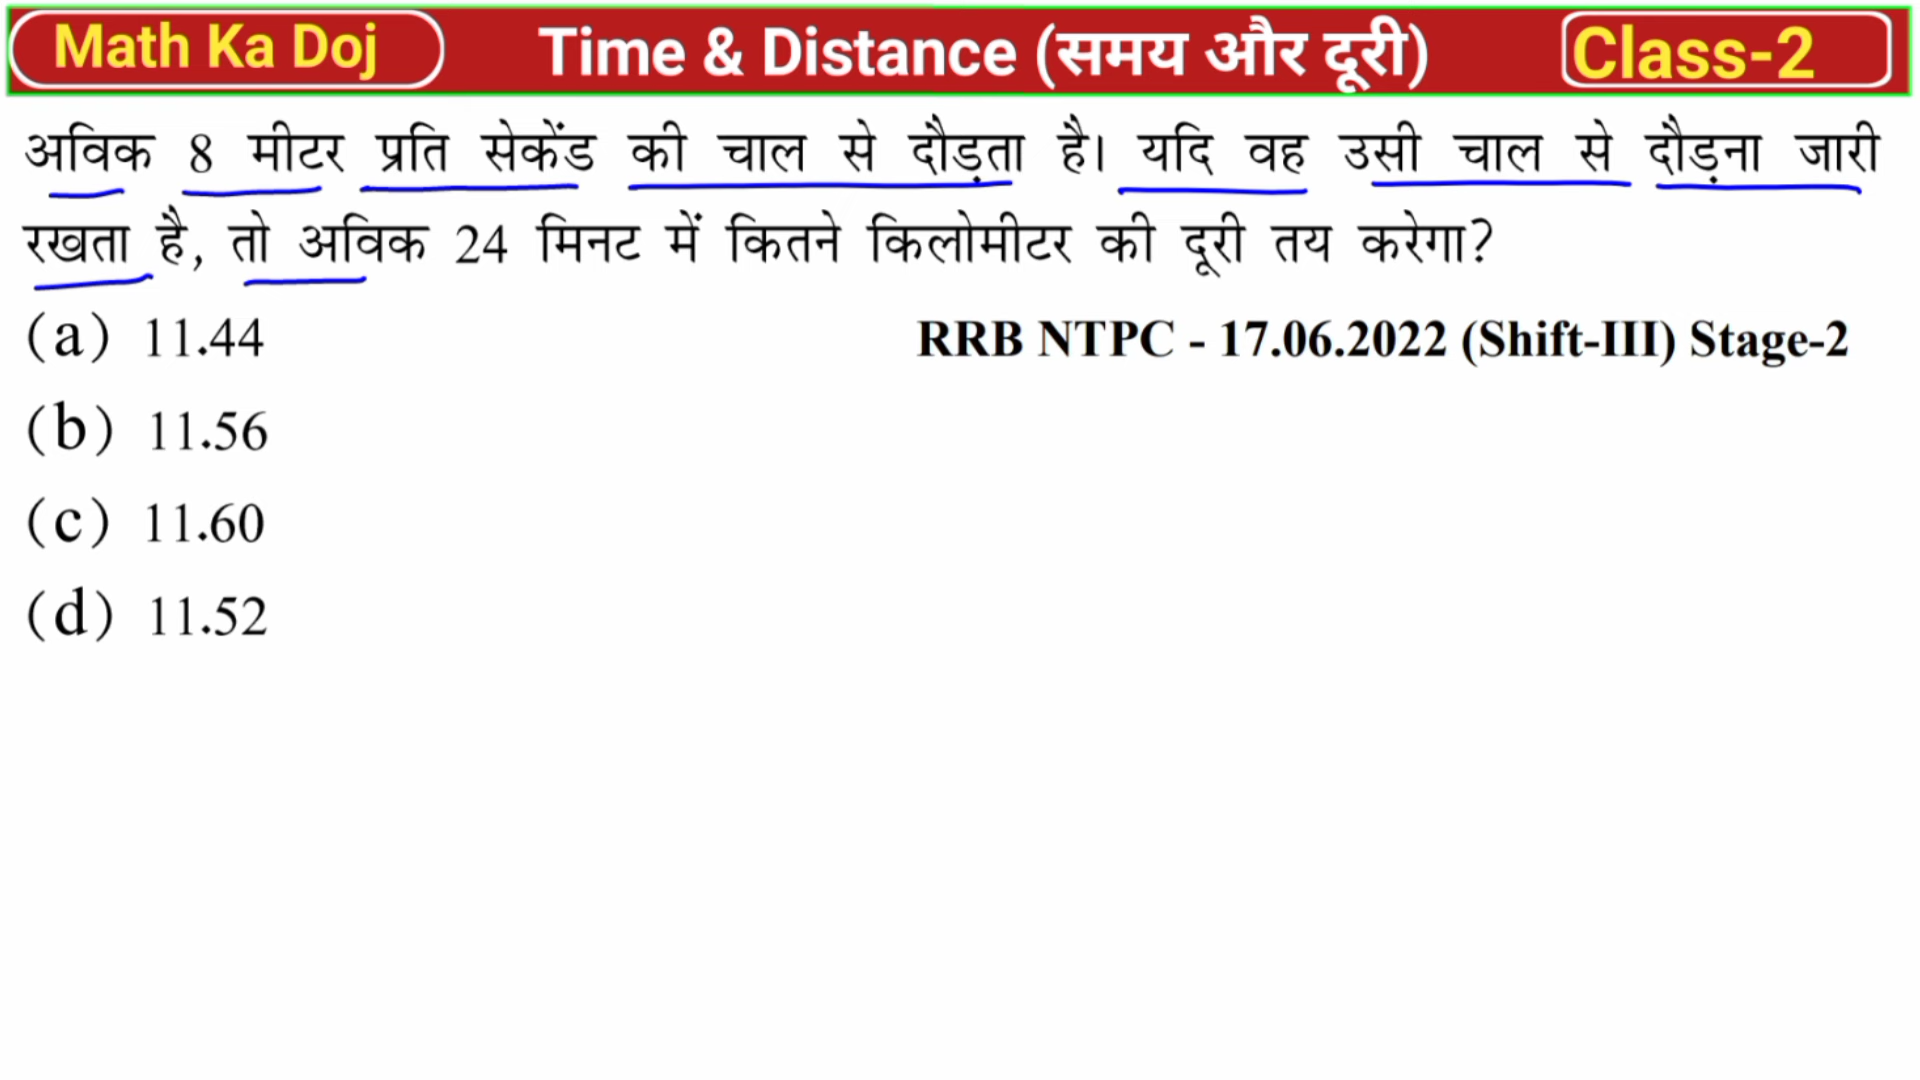 Math Ka Doj
Time & Distance (समय और दूरी)
Class-2
अविक 8 मीटर प्रति सेकेंड की चाल से दौड़ता है। यदि वह उसी चाल से दौड़ना जारी
रखता है, तो अविक 24 मिनट में कितने किलोमीटर की दूरी तय करेगा?
(a) 11.44
RRB NTPC - 17.06.2022 (Shift-III) Stage-2
(b) 11.56
(c) 11.60
(d) 11.52